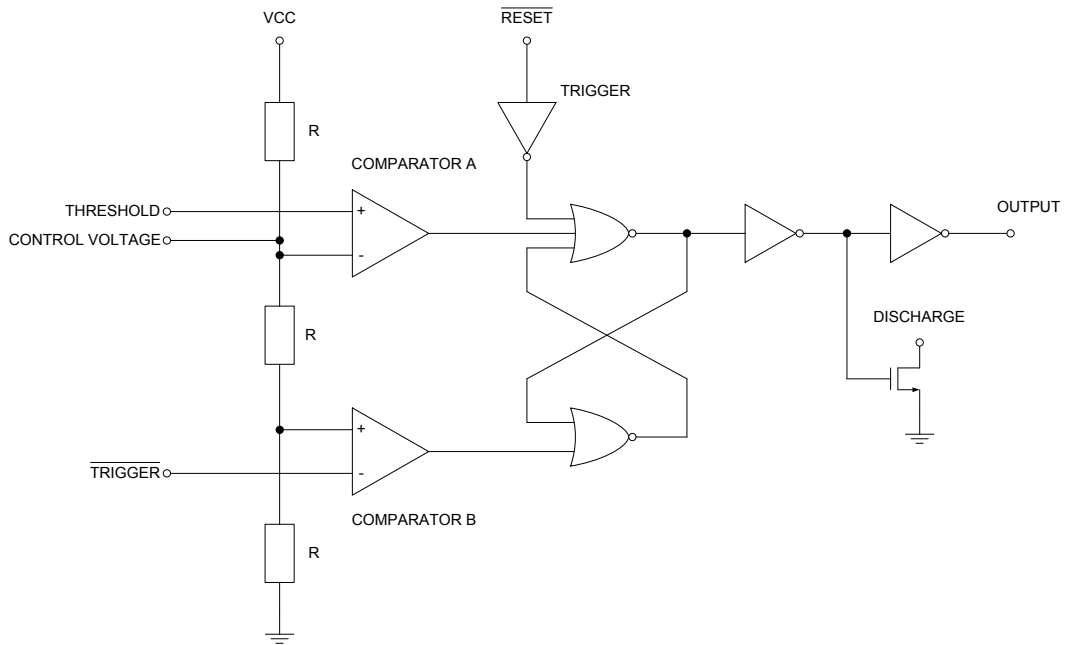 VCC
RESET
TRIGGER
R
COMPARATOR A
THRESHOLD
+
OUTPUT
CONTROL VOLTAGE
-
R
DISCHARGE
+
TRIGGER
-
COMPARATOR B
R